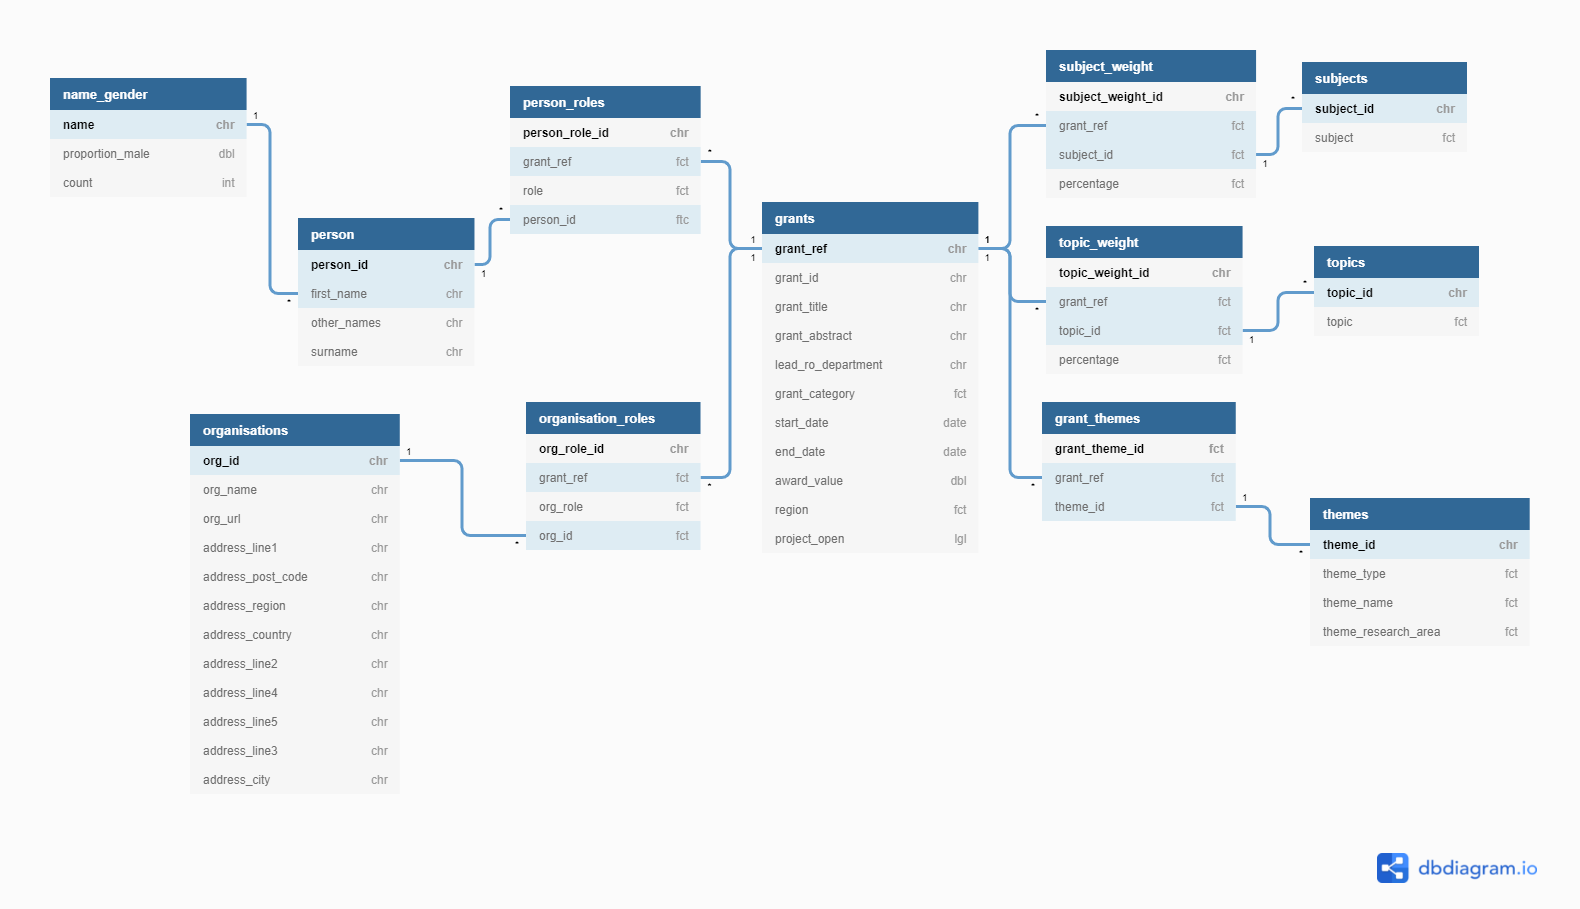 name_gender
name chr
proportion_male dbl
count int
1
*
person
person_id chr
first_name chr
other_names chr
surname chr
1
*
person_roles
person_role_id chr
grant_ref fct
role fct
person_id ftc
*
1
organisations
org_id chr
org_name chr
org_url chr
address_line1 chr
address_post_code chr
address_region chr
address_country chr
address_line2 chr
address_line4 chr
address_line5 chr
address_line3 chr
address_city chr
1
*
organisation_roles
org_role_id chr
grant_ref fct
org_role fct
org_id fct
*
1
grants
grant_ref chr
grant_id chr
grant_title chr
grant_abstract chr
lead_ro_department chr
grant_category fct
start_date date
end_date date
award_value dbl
region fct
project_open lgl
1
1
*
subject_weight
subject_weight_id chr
grant_ref fct
subject_id fct
percentage fct
1
*
subjects
subject_id chr
subject fct
topic_weight
topic_weight_id chr
grant_ref fct
topic_id fct
percentage fct
*
1
*
topics
topic_id chr
topic fct
grant_themes
grant_theme_id fct
grant_ref fct
theme_id fct
*
1
*
themes
theme_id chr
theme_type fct
theme_name fct
theme_research_area fct
dbdiagram.io